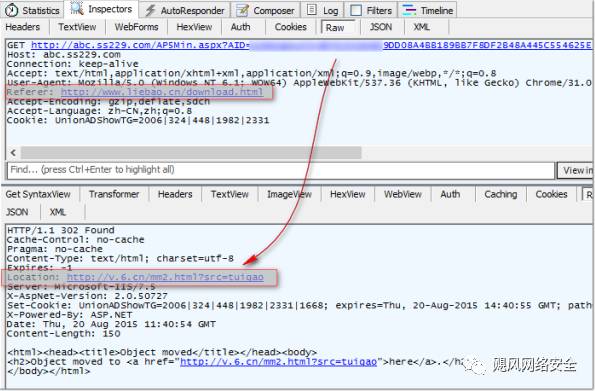 Statistics Inspectors AutoResponder Composer Log Filters Timeline
Headers TextView WebForms HexView Auth Cookies Raw JSON XML
GET http://abc.ss229.com/APSMin.aspx?AID= 9DD08A4BB189BB7F8DF2B48A445C554625E
Host: abc.ss229.com
Connection: keep-alive
Accept: text/html,application/xhtml+xml,application/xml;q=0.9,image/webp,*/*;q=0.8
User-Agent: Mozilla/5.0 (Windows NT 6.1; WOW64) AppleWebKit/537.36 (KHTML, like Gecko) Chrome/31.0
Referer: http://www.liebao.cn/download.html
Accept-Encoding: gzip,deflate,sdch
Accept-Language: zh-CN,zh;q=0.8
Cookie: UnionADShowTG=2006|324|448|1982|2331
Find... (press Ctrl+Enter to highlight all) View in
Get SyntaxView Transformer Headers TextView ImageView HexView WebView Auth Caching Cookies
JSON XML
HTTP/1.1 302 Found
Cache-Control: no-cache
Pragma: no-cache
Content-Type: text/html; charset=utf-8
Expires: -1
Location: http://v.6.cn/mm2.html?src=tuigao
Server: Microsoft-IIS/7.5
X-AspNet-Version: 2.0.50727
Set-Cookie: UnionADShowTG=2006|324|448|1982|2331|1668; expires=Thu, 20-Aug-2015 14:40:55 GMT; path
X-Powered-By: ASP.NET
Date: Thu, 20 Aug 2015 11:40:54 GMT
Content-Length: 150
<html><head><title>Object moved</title></head><body>
<h2>Object moved to <a href="http://v.6.cn/mm2.html?src=tuigao">here</a>.</h
</body></html>
飓风网络安全